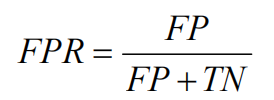 FPR = FP / (FP + TN)